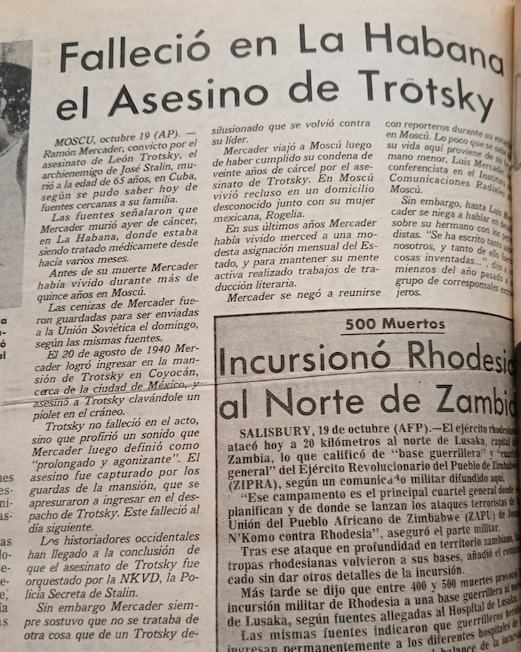 Falleció en La Habana
el Asesino de Trotsky
MOSCU, octubre 19 (AP). —
Ramón Mercader, convicto por el
asesinato de León Trotsky, el
archienemigo de José Stalin, mu-
rió a la edad de 65 años, en Cuba,
según se pudo saber hoy de
fuentes cercanas a su familia.
Las fuentes señalaron que
Mercader murió ayer de cáncer,
en La Habana, donde estaba
siendo tratado médicamete desde
hacía varios meses.
Antes de su muerte Mercader
había vivido durante más de
quince años en Moscú.
Las cenizas de Mercader fue-
ron guardadas para ser enviadas
a la Unión Soviética el domingo,
según las mismas fuentes.
El 20 de agosto de 1940 Mer-
cader logró ingresar en la man-
sión de Trotsky en Coyocán,
cerca de la ciudad de México, y
asesinó a Trotsky clavándole un
piolet en el cráneo.
Trotsky no falleció en el acto,
sino que profirió un sonido que
Mercader luego definió como
"prolongado y agonizante". El
asesino fue capturado por los
guardas de la mansión, que se
apresuraron a ingresar en el des-
pacho de Trotsky. Este falleció al
día siguiente.
Los historiadores occidentales
han llegado a la conclusión de
que el asesinato de Trotsky fue
orquestado por la NKVD, la Po-
licía Secreta de Stalin.
Sin embargo Mercader siem-
pre sostuvo que no se trataba de
otra cosa que de un Trotsky de-
silusionado que se volvió contra
su líder.
Mercader viajó a Moscú luego
de haber cumplido su condena de
veinte años de cárcel por el ase-
sinato de Trotsky. En Moscú
vivió recluso en un domicilio
desconocido junto con su mujer
mexicana, Rogelia.
En sus últimos años Mercader
había vivido merced a una mo-
desta asignación mensual del Es-
tado, y para mantener su mente
activa realizado trabajos de tra-
ducción literaria.
Mercader se negó a reunirse
con reporteros durante su
en Moscú. Lo poco que se
su vida aquí proviene de su
mano menor, Luis Mercader,
conferencista en el
Comunicaciones
Moscú.
Sin embargo, hasta Luis
cader se niega a hablar en
sobre su hermano con los
distas. "Se ha escrito tanto
nosotros, y tanto de ello
cosas inventadas...", dijo a
mienzos del año pasado a
grupo de corresponsales
jeros.
500 Muertos
Incursionó Rhodesia
al Norte de Zambia
SALISBURY, 19 de octubre (AFP).—El ejército
atacó hoy a 20 kilómetros al norte de Lusaka, capital
Zambia, lo que calificó de "base guerrillera" y
general" del Ejército Revolucionario del Pueblo de Zimbabwe
(ZIPRA), según un comunicado militar difundido aquí.
"Ese campamento es el principal cuartel general donde
planifican y de donde se lanzan los ataques terroristas de
Unión del Pueblo Africano de Zimbabwe (ZAPU) de
N'Komo contra Rhodesia", aseguró el parte militar.
Tras ese ataque en profundidad en territorio zambiano,
tropas rhodesianas volvieron a sus bases, añadió el
cado sin dar otros detalles de la incursión.
Más tarde se dijo que entre 400 y 500 muertos
incursión militar de Rhodesia a una base guerrillera al
de Lusaka, según fuentes allegadas al Hospital de
Las mismas fuentes indicaron que guerrilleros
ingresan permanentemente a los diferentes